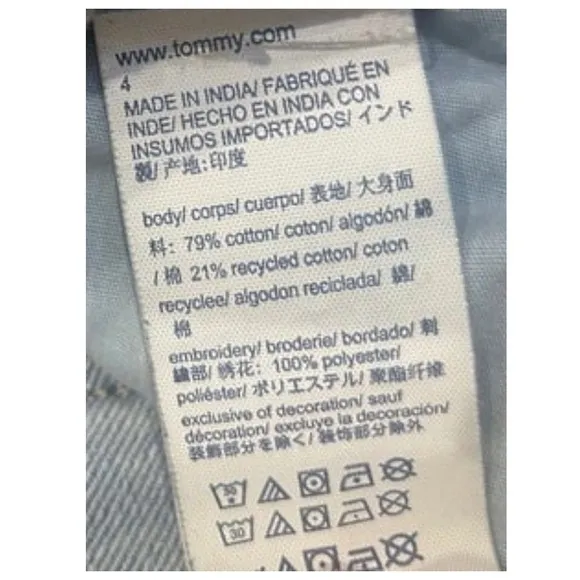 www.tommy.com
4
MADE IN INDIA/ FABRIQUÉ EN
INDE/ HECHO EN INDIA CON
INSUMOS IMPORTADOS/ インド
製/ 产地:印度
body/ corps/ cuerpo/ 表地/ 大身面
料: 79% cotton/ coton/ algodón/ 綿
/ 棉 21% recycled cotton/ coton
recyclee/ algodon reciclada/ 綿/
棉
embroidery/ broderie/ bordado/ 刺
繍部/ 绣花: 100% polyester/
poliéster/ ポリエステル/ 聚酯纤维
exclusive of decoration/ sauf
décoration/ excluye la decoración/
装飾部分を除く/ 装饰部分除外
30
30